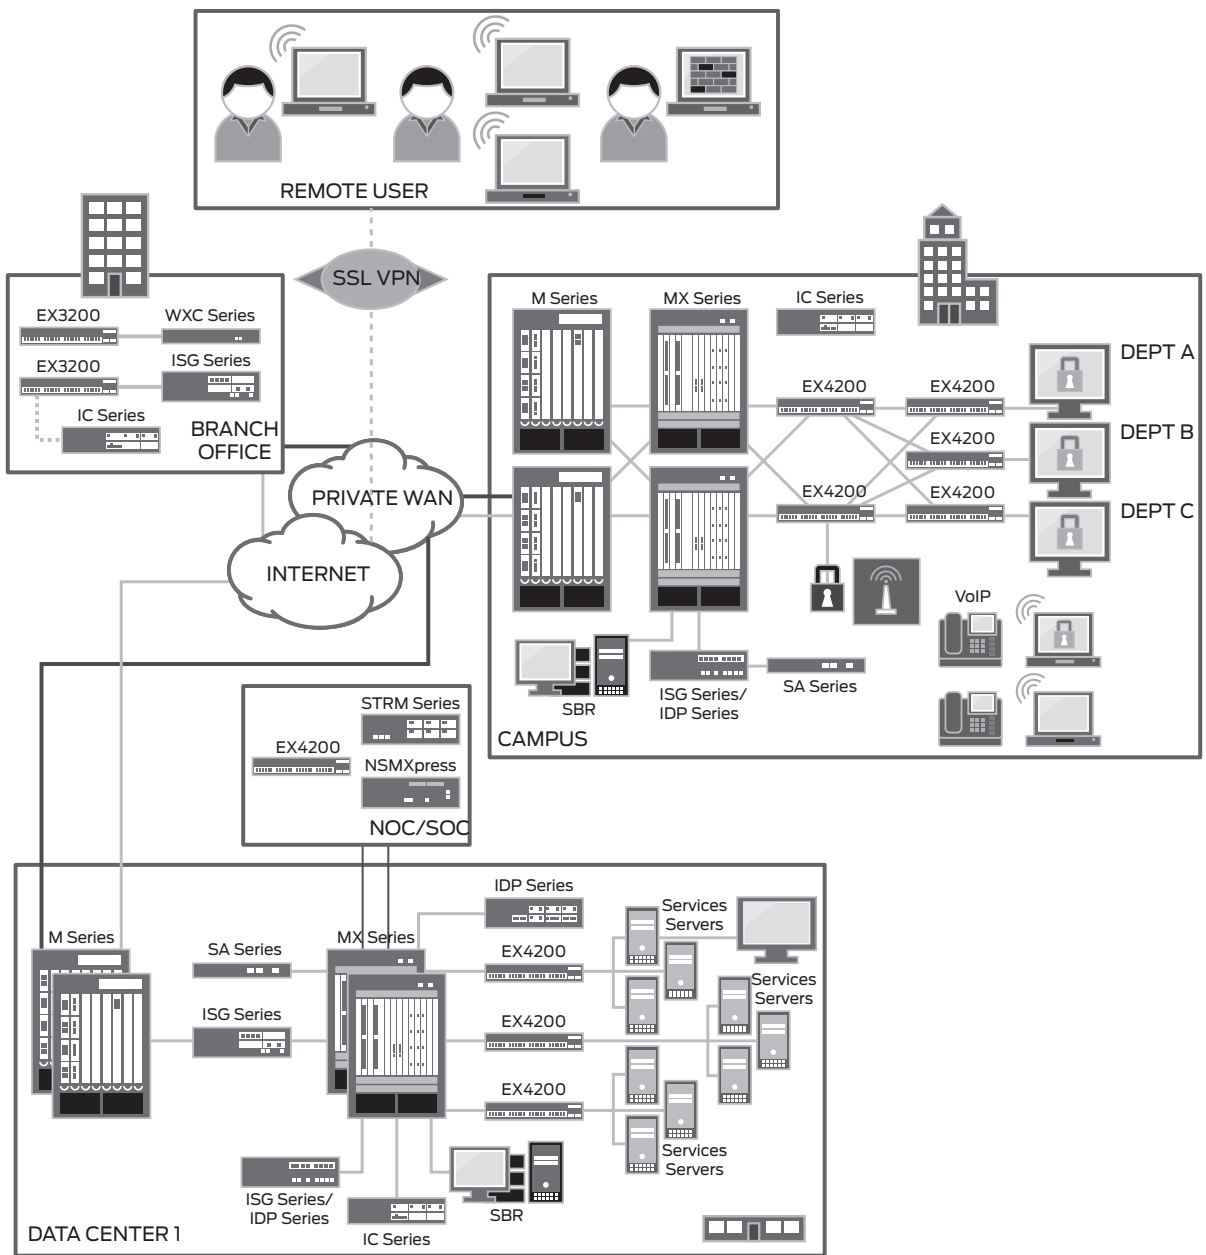 REMOTE USER
SSL VPN
EX3200
WXC Series
EX3200
ISG Series
IC Series
BRANCH
OFFICE
PRIVATE WAN
INTERNET
M Series
MX Series
IC Series
EX4200
EX4200
DEPT A
EX4200
DEPT B
EX4200
EX4200
DEPT C
VoIP
SBR
ISG Series/
IDP Series
SA Series
CAMPUS
STRM Series
EX4200
NSMXpress
NOC/SOC
M Series
SA Series
MX Series
IDP Series
EX4200
Services
Servers
ISG Series
EX4200
Services
Servers
EX4200
Services
Servers
ISG Series/
IDP Series
IC Series
SBR
DATA CENTER 1